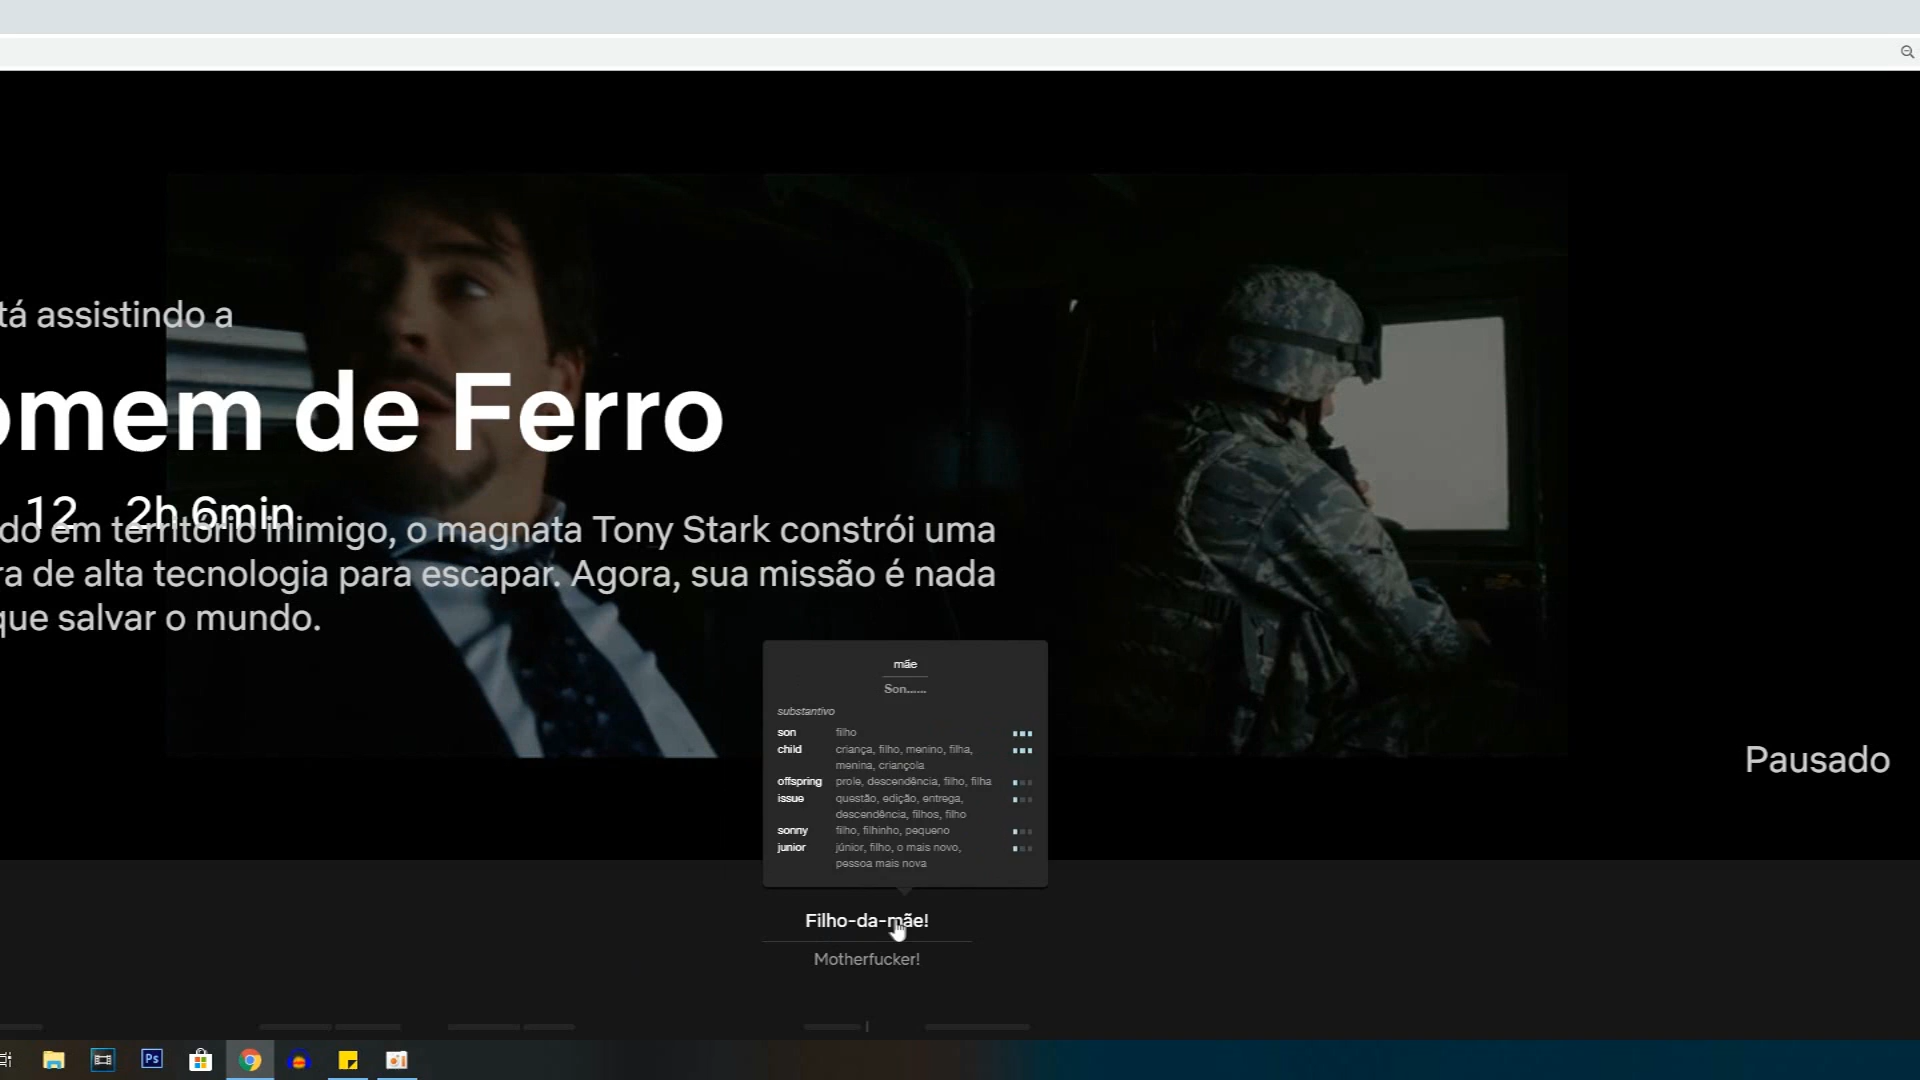 tá assistindo a
omem de Ferro
12 2h 6min
do em território inimigo, o magnata Tony Stark constrói uma
ra de alta tecnologia para escapar. Agora, sua missão é nada
que salvar o mundo.
Pausado
mãe
Son......
substantivo
son filho
child criança, filho, menino, filha,
menina, criançola
offspring prole, descendência, filho, filha
issue questão, edição, entrega,
descendência, filhos, filho
sonny filho, filhinho, pequeno
junior júnior, filho, o mais novo,
pessoa mais nova
Filho-da-mãe!
Motherfucker!
Ps